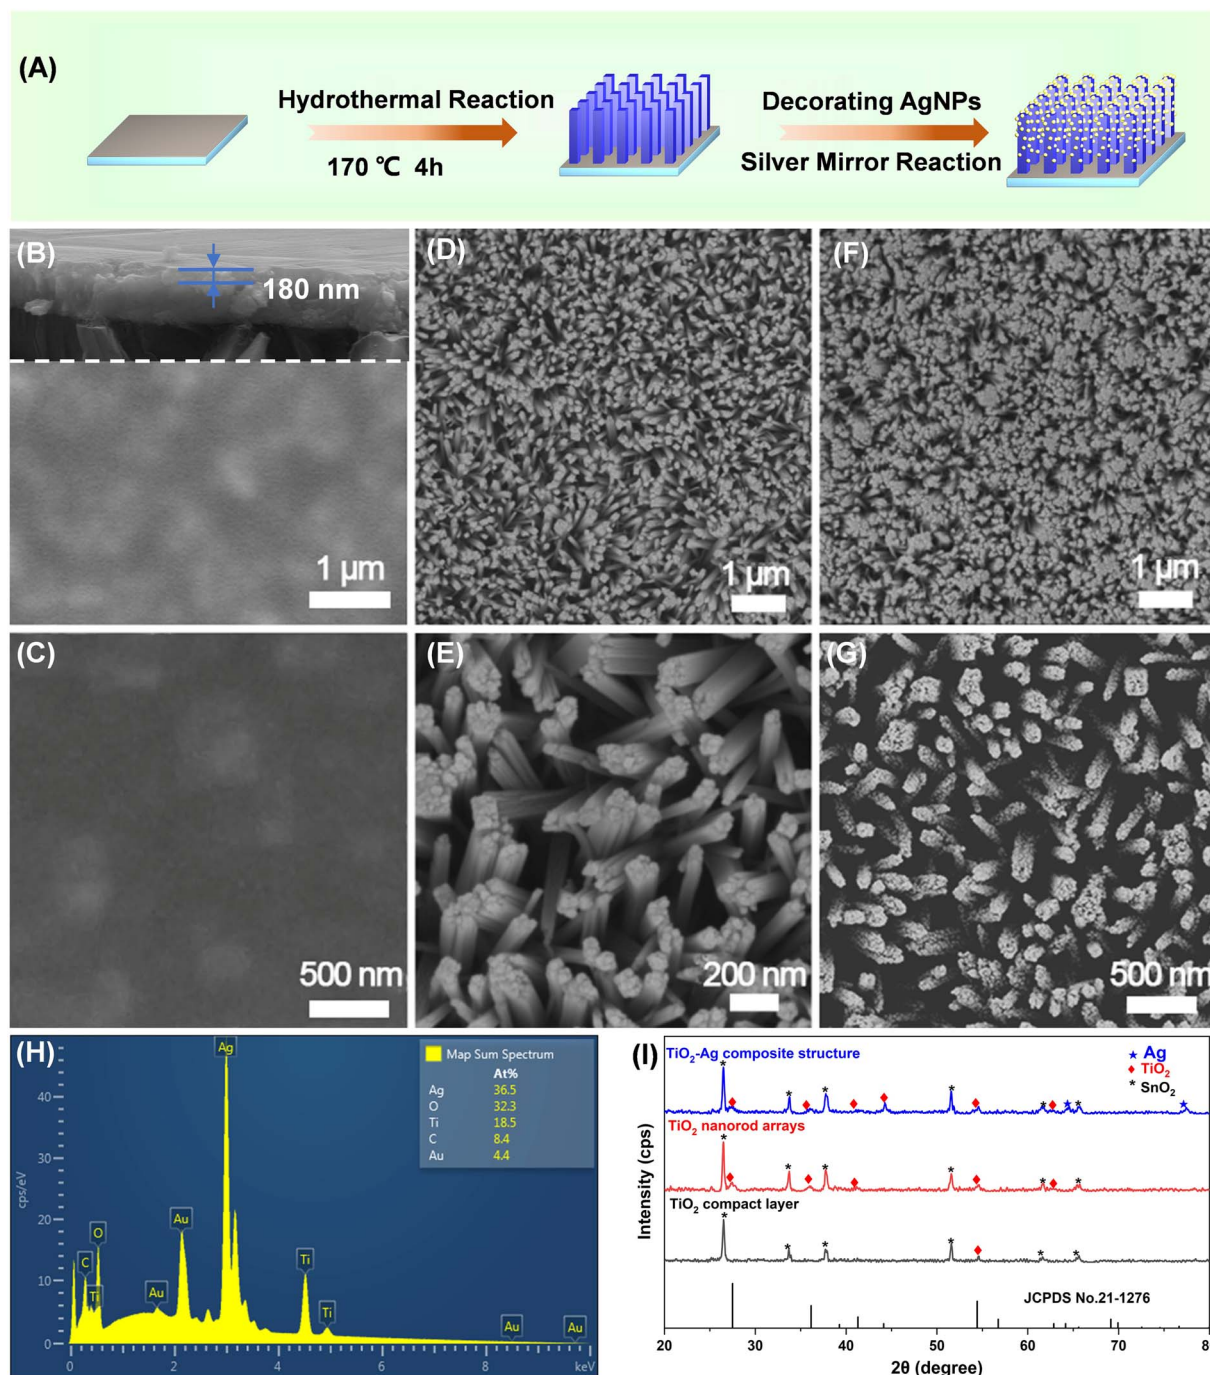 (A)
Hydrothermal Reaction
170 ℃ 4h
Decorating AgNPs
Silver Mirror Reaction
(B)
180 nm
1 µm
(D)
1 µm
(F)
1 µm
(C)
500 nm
(E)
200 nm
(G)
500 nm
(H)
Map Sum Spectrum
At%
Ag 36.5
O 32.3
Ti 18.5
C 8.4
Au 4.4
Ag
Au
O
C
Ti
Au
Ti
Ti
Au
Au
cps/eV
40
30
20
10
0
0 2 4 6 8 keV
(I)
TiO₂-Ag composite structure
★ Ag
♦ TiO₂
* SnO₂
TiO₂ nanorod arrays
TiO₂ compact layer
JCPDS No.21-1276
Intensity (cps)
20 30 40 50 60 70 8
2θ (degree)